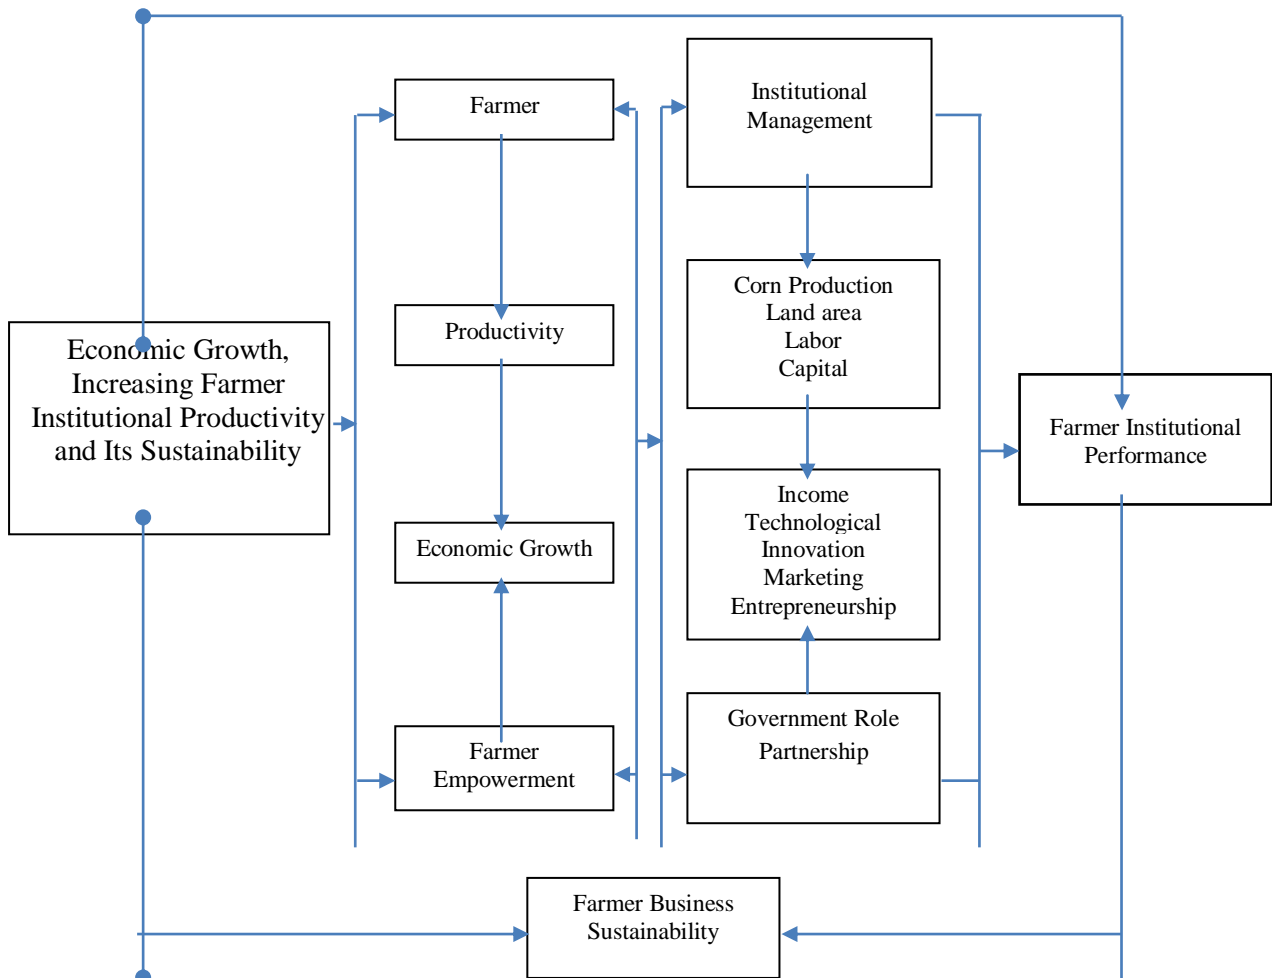 Economic Growth,
Increasing Farmer
Institutional Productivity
and Its Sustainability
Farmer
Productivity
Economic Growth
Farmer
Empowerment
Institutional
Management
Corn Production
Land area
Labor
Capital
Income
Technological
Innovation
Marketing
Entrepreneurship
Government Role
Partnership
Farmer Institutional
Performance
Farmer Business
Sustainability